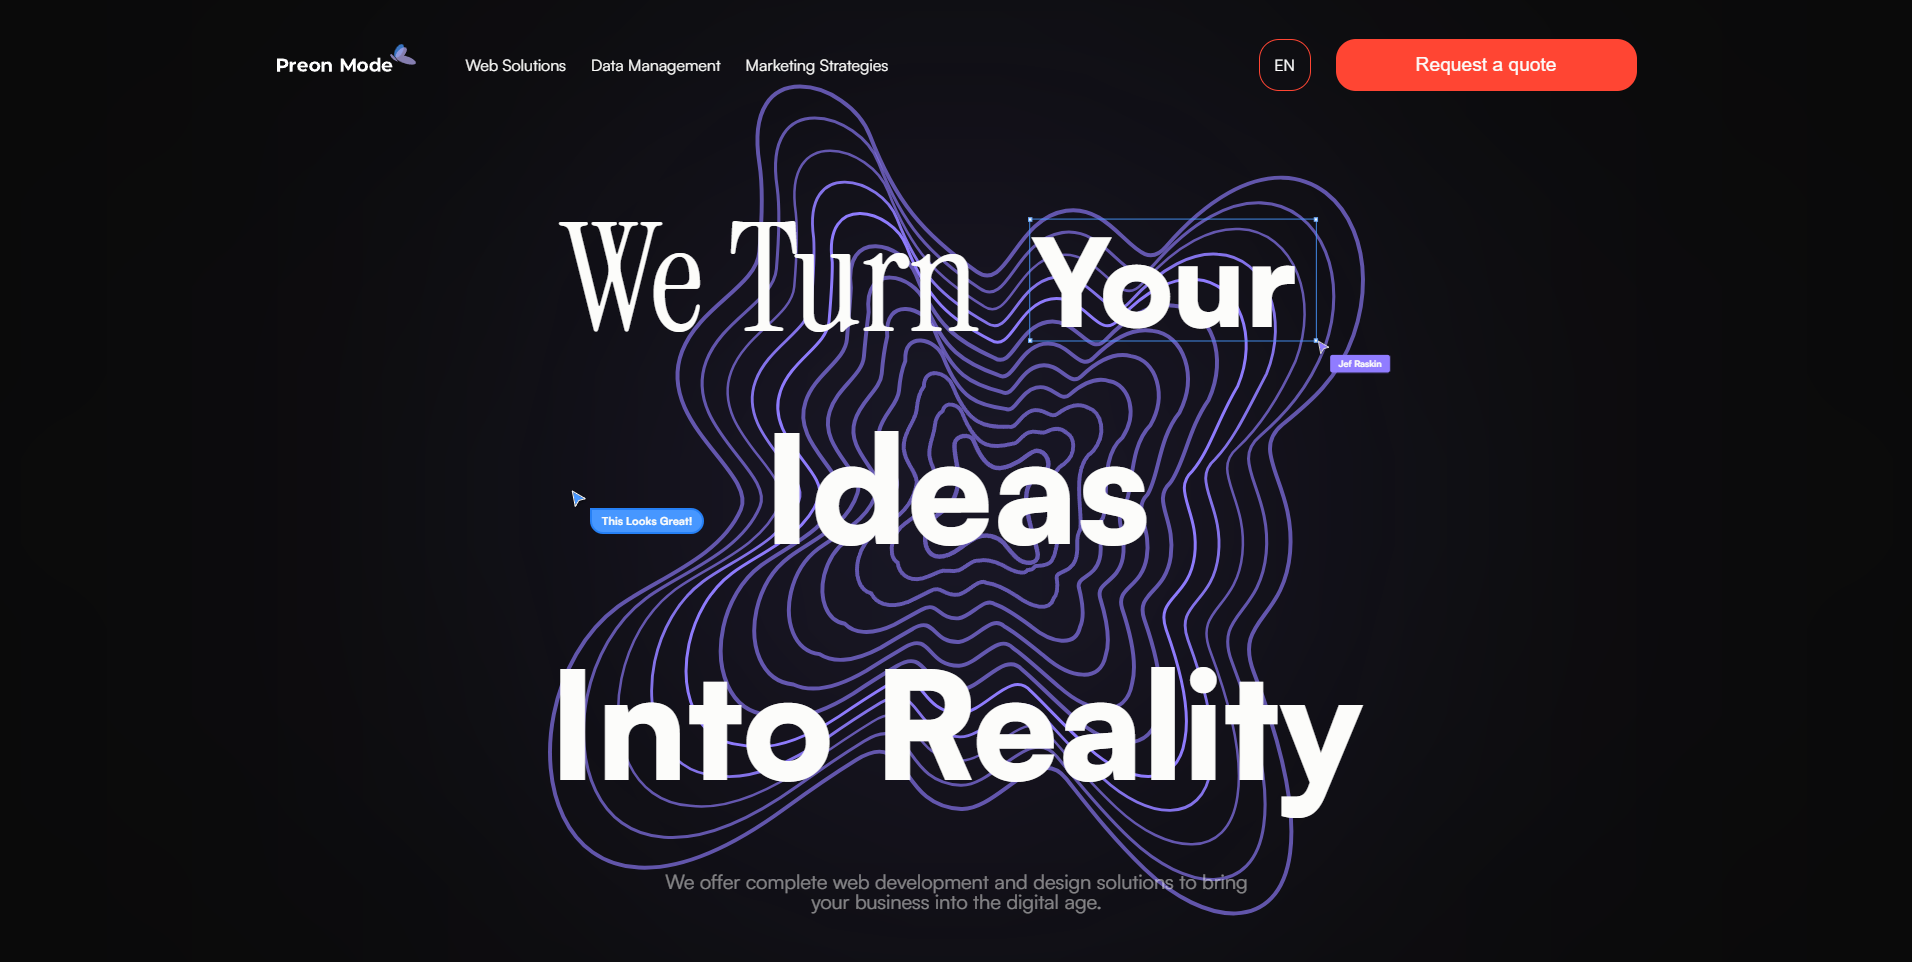 Preon Mode
Web Solutions
Data Management
Marketing Strategies
EN
Request a quote
We Turn Your
Jef Raskin
Ideas
This Looks Great!
Into Reality
We offer complete web development and design solutions to bring
your business into the digital age.